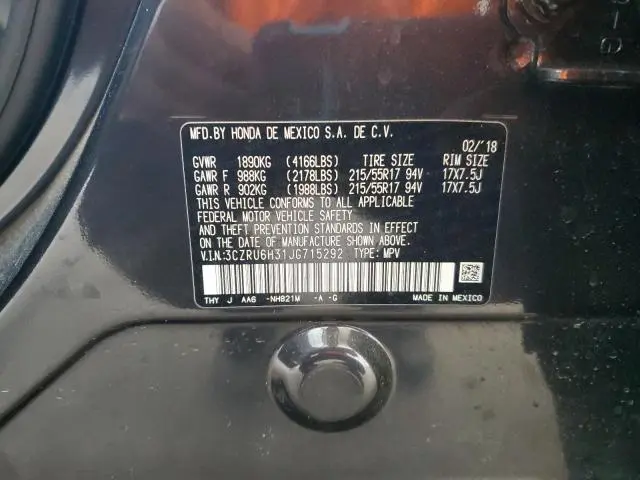 MFD.BY HONDA DE MEXICO S.A. DE C.V.
02/'18
GVWR 1890KG (4166LBS) TIRE SIZE RIM SIZE
GAWR F 988KG (2178LBS) 215/55R17 94V 17X7.5J
GAWR R 902KG (1988LBS) 215/55R17 94V 17X7.5J
THIS VEHICLE CONFORMS TO ALL APPLICABLE
FEDERAL MOTOR VEHICLE SAFETY
AND THEFT PREVENTION STANDARDS IN EFFECT
ON THE DATE OF MANUFACTURE SHOWN ABOVE.
V.I.N.:3CZRU6H31JG715292 TYPE: MPV
THY J AA6 -NH821M -A -G MADE IN MEXICO